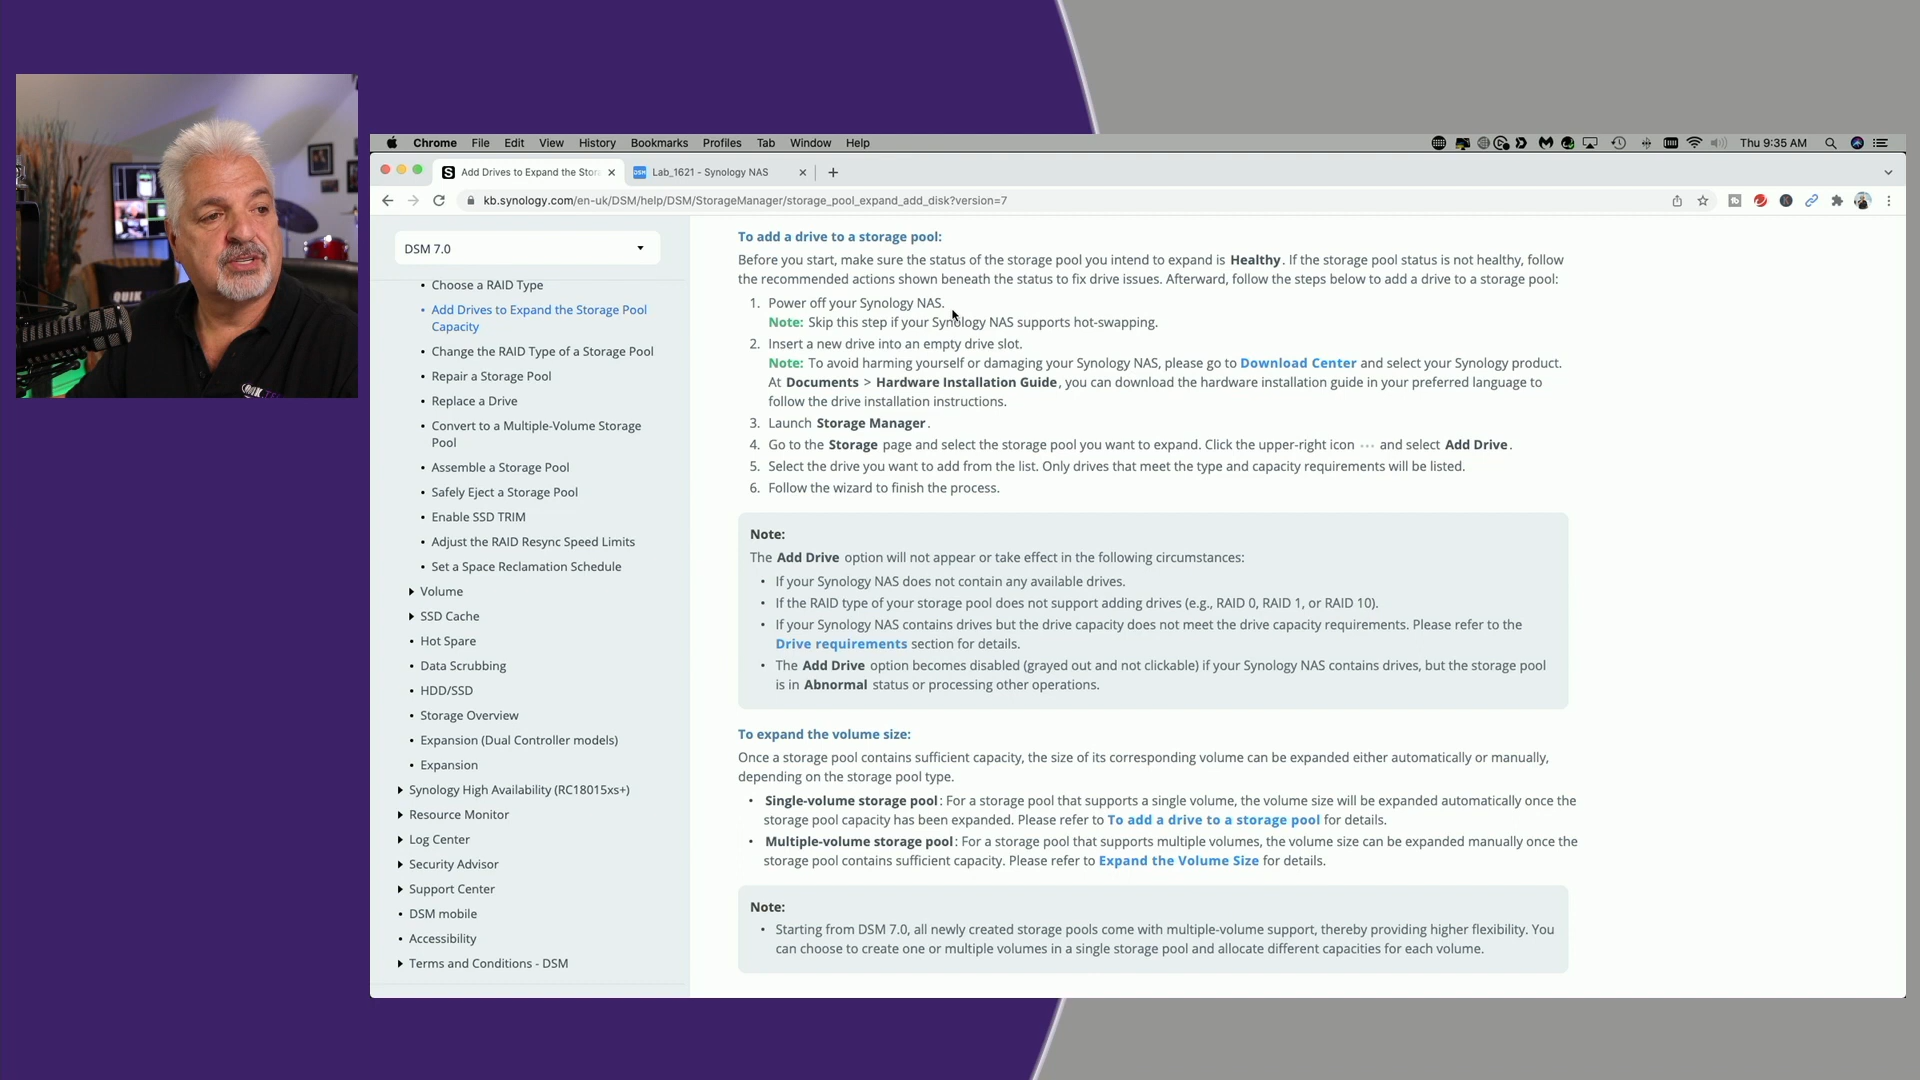 Chrome File Edit View History Bookmarks Profiles Tab Window Help Thu 9:35 AM
Add Drives to Expand the Stor
Lab_1621 - Synology NAS
kb.synology.com/en-uk/DSM/help/DSM/StorageManager/storage_pool_expand_add_disk?version=7
DSM 7.0
Choose a RAID Type
Add Drives to Expand the Storage Pool
Capacity
Change the RAID Type of a Storage Pool
Repair a Storage Pool
Replace a Drive
Convert to a Multiple-Volume Storage
Pool
Assemble a Storage Pool
Safely Eject a Storage Pool
Enable SSD TRIM
Adjust the RAID Resync Speed Limits
Set a Space Reclamation Schedule
Volume
SSD Cache
Hot Spare
Data Scrubbing
HDD/SSD
Storage Overview
Expansion (Dual Controller models)
Expansion
Synology High Availability (RC18015xs+)
Resource Monitor
Log Center
Security Advisor
Support Center
DSM mobile
Accessibility
Terms and Conditions - DSM
To add a drive to a storage pool:
Before you start, make sure the status of the storage pool you intend to expand is Healthy. If the storage pool status is not healthy, follow
the recommended actions shown beneath the status to fix drive issues. Afterward, follow the steps below to add a drive to a storage pool:
1. Power off your Synology NAS.
Note: Skip this step if your Synology NAS supports hot-swapping.
2. Insert a new drive into an empty drive slot.
Note: To avoid harming yourself or damaging your Synology NAS, please go to Download Center and select your Synology product.
At Documents > Hardware Installation Guide, you can download the hardware installation guide in your preferred language to
follow the drive installation instructions.
3. Launch Storage Manager.
4. Go to the Storage page and select the storage pool you want to expand. Click the upper-right icon ··· and select Add Drive.
5. Select the drive you want to add from the list. Only drives that meet the type and capacity requirements will be listed.
6. Follow the wizard to finish the process.
Note:
The Add Drive option will not appear or take effect in the following circumstances:
• If your Synology NAS does not contain any available drives.
• If the RAID type of your storage pool does not support adding drives (e.g., RAID 0, RAID 1, or RAID 10).
• If your Synology NAS contains drives but the drive capacity does not meet the drive capacity requirements. Please refer to the
Drive requirements section for details.
• The Add Drive option becomes disabled (grayed out and not clickable) if your Synology NAS contains drives, but the storage pool
is in Abnormal status or processing other operations.
To expand the volume size:
Once a storage pool contains sufficient capacity, the size of its corresponding volume can be expanded either automatically or manually,
depending on the storage pool type.
• Single-volume storage pool: For a storage pool that supports a single volume, the volume size will be expanded automatically once the
storage pool capacity has been expanded. Please refer to To add a drive to a storage pool for details.
• Multiple-volume storage pool: For a storage pool that supports multiple volumes, the volume size can be expanded manually once the
storage pool contains sufficient capacity. Please refer to Expand the Volume Size for details.
Note:
• Starting from DSM 7.0, all newly created storage pools come with multiple-volume support, thereby providing higher flexibility. You
can choose to create one or multiple volumes in a single storage pool and allocate different capacities for each volume.